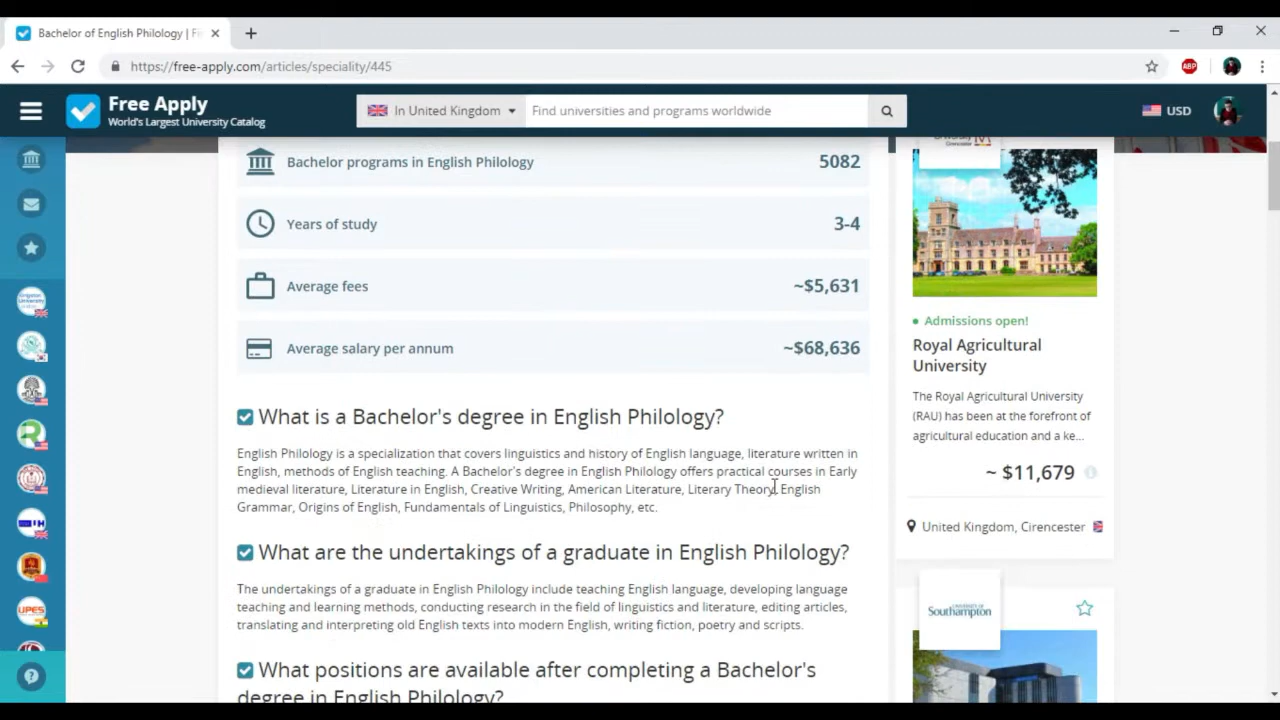 Bachelor of English Philology | Fi
https://free-apply.com/articles/speciality/445
ABP
Free Apply
World's Largest University Catalog
In United Kingdom
Find universities and programs worldwide
USD
Bachelor programs in English Philology 5082
Years of study 3-4
Average fees ~$5,631
Average salary per annum ~$68,636
What is a Bachelor's degree in English Philology?
English Philology is a specialization that covers linguistics and history of English language, literature written in
English, methods of English teaching. A Bachelor's degree in English Philology offers practical courses in Early
medieval literature, Literature in English, Creative Writing, American Literature, Literary Theory, English
Grammar, Origins of English, Fundamentals of Linguistics, Philosophy, etc.
What are the undertakings of a graduate in English Philology?
The undertakings of a graduate in English Philology include teaching English language, developing language
teaching and learning methods, conducting research in the field of linguistics and literature, editing articles,
translating and interpreting old English texts into modern English, writing fiction, poetry and scripts.
What positions are available after completing a Bachelor's
degree in English Philology?
Cirencester
Admissions open!
Royal Agricultural
University
The Royal Agricultural University
(RAU) has been at the forefront of
agricultural education and a ke...
~ $11,679
United Kingdom, Cirencester
Southampton
UPES